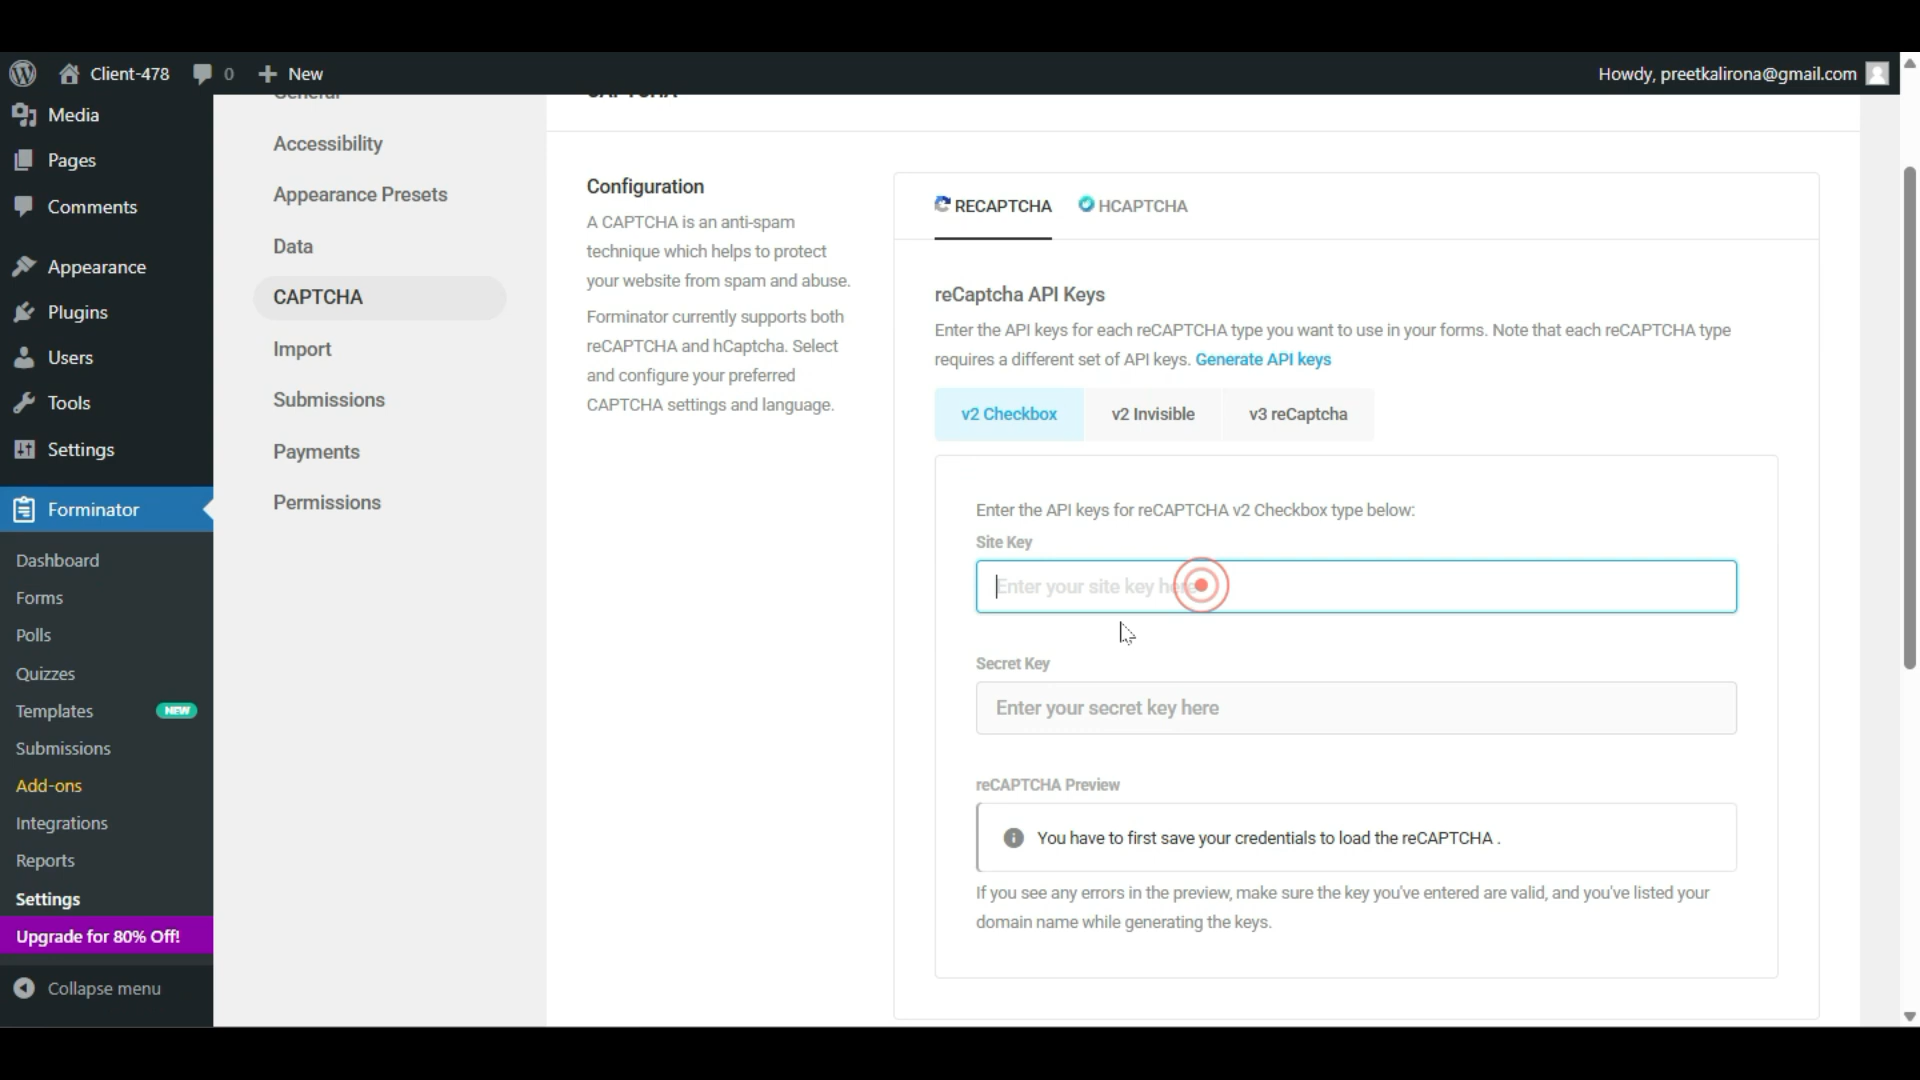 Client-478
0
New
Howdy, preetkalirona@gmail.com
Media
Pages
Comments
Appearance
Plugins
Users
Tools
Settings
Forminator
Dashboard
Forms
Polls
Quizzes
Templates NEW
Submissions
Add-ons
Integrations
Reports
Settings
Upgrade for 80% Off!
Collapse menu
General
Accessibility
Appearance Presets
Data
CAPTCHA
Import
Submissions
Payments
Permissions
CAPTCHA
Configuration
A CAPTCHA is an anti-spam
technique which helps to protect
your website from spam and abuse.
Forminator currently supports both
reCAPTCHA and hCaptcha. Select
and configure your preferred
CAPTCHA settings and language.
RECAPTCHA HCAPTCHA
reCaptcha API Keys
Enter the API keys for each reCAPTCHA type you want to use in your forms. Note that each reCAPTCHA type
requires a different set of API keys. Generate API keys
v2 Checkbox v2 Invisible v3 reCaptcha
Enter the API keys for reCAPTCHA v2 Checkbox type below:
Site Key
Enter your site key here
Secret Key
Enter your secret key here
reCAPTCHA Preview
You have to first save your credentials to load the reCAPTCHA .
If you see any errors in the preview, make sure the key you've entered are valid, and you've listed your
domain name while generating the keys.